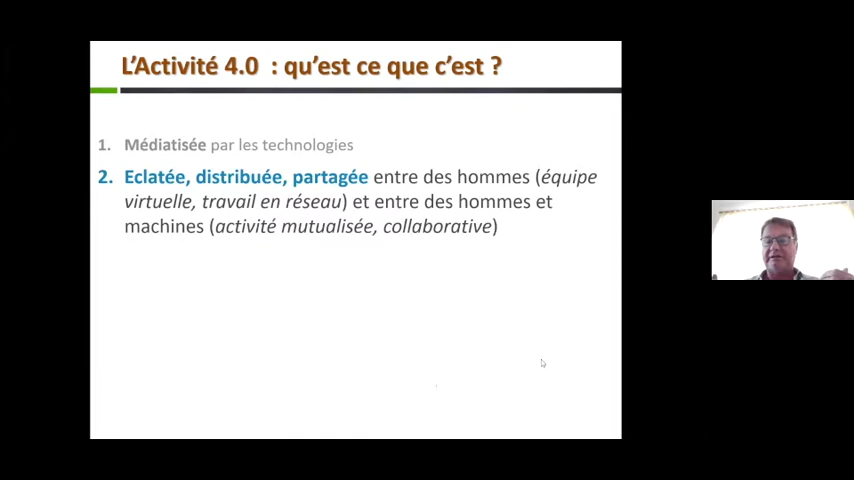 L'Activité 4.0 : qu'est ce que c'est ?
1. Médiatisée par les technologies
2. Eclatée, distribuée, partagée entre des hommes (équipe
virtuelle, travail en réseau) et entre des hommes et
machines (activité mutualisée, collaborative)